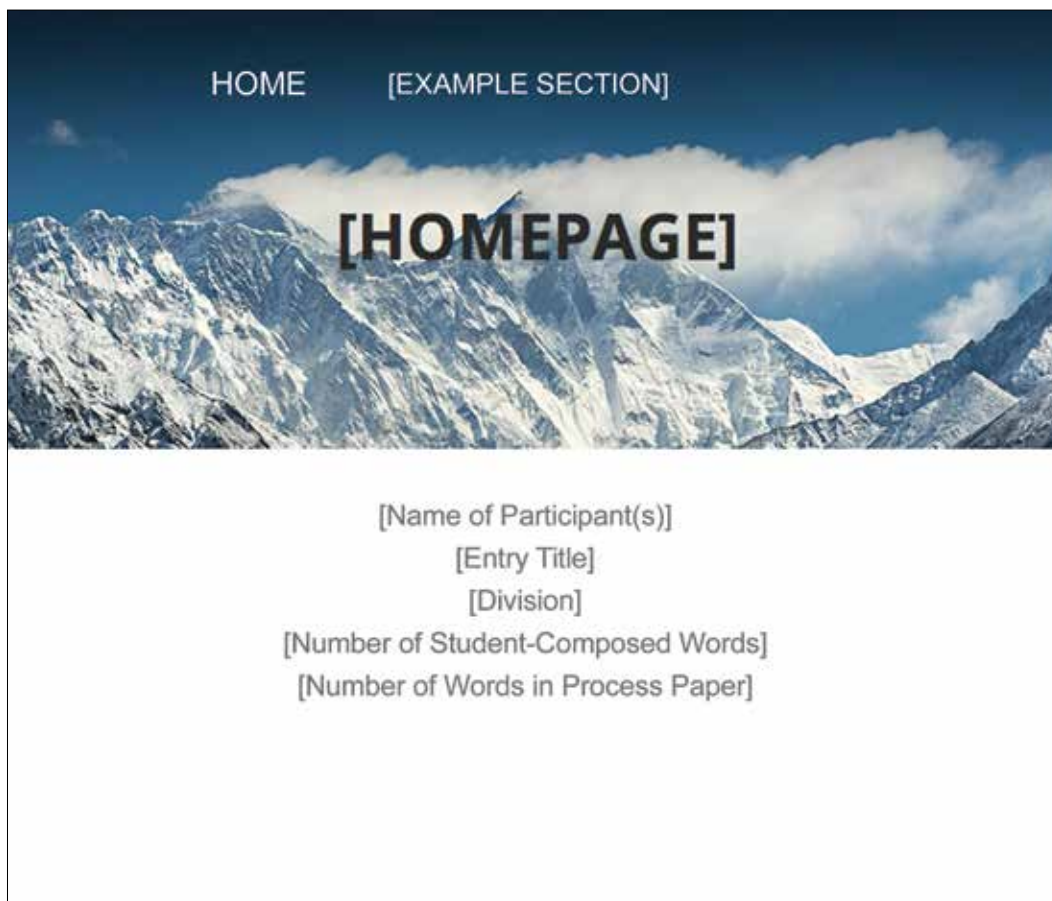 HOME [EXAMPLE SECTION]
[HOMEPAGE]
[Name of Participant(s)]
[Entry Title]
[Division]
[Number of Student-Composed Words]
[Number of Words in Process Paper]